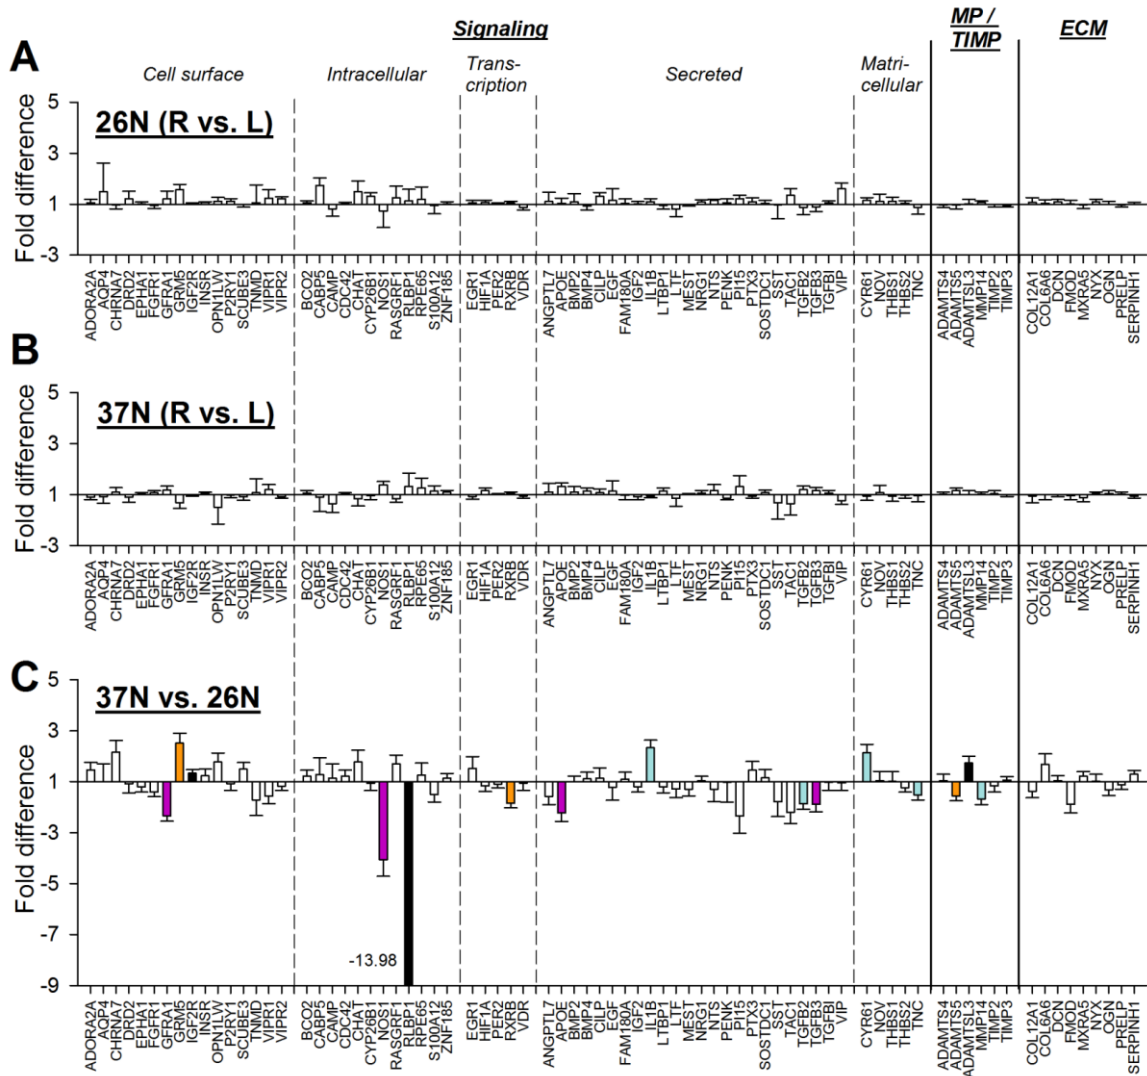 Signaling
MP /
TIMP
ECM
A
Cell surface
Intracellular
Trans-
cription
Secreted
Matri-
cellular
26N (R vs. L)
Fold difference
5
3
1
-3
ADORA2A
AQP4
CHRNA7
DRD2
EPHA1
FGFR1
GFRA1
GRM5
IGF2R
INSR
OPN1LW
P2RY1
SCUBE3
TNMD
VIPR1
VIPR2
BCO2
CABP5
CAMP
CDC42
CHAT
CYP26B1
NOS1
RASGRF1
RLBP1
RPE65
S100A12
ZNF185
EGR1
HIF1A
PER2
RXRB
VDR
ANGPTL7
APOE
BMP2
BMP4
CILP
EGF
FAM180A
IGF2
IL1B
LTBP1
LTF
MEST
NRG1
NTS
PENK
PI15
PTX3
SOSTDC1
SST
TAC1
TGFB2
TGFB3
TGFBI
VIP
CYR61
NOV
THBS1
THBS2
TNC
ADAMTS4
ADAMTS5
ADAMTSL3
MMP14
TIMP2
TIMP3
COL12A1
COL6A6
DCN
FMOD
MXRA5
NYX
OGN
PRELP
SERPINH1
B
37N (R vs. L)
Fold difference
5
3
1
-3
ADORA2A
AQP4
CHRNA7
DRD2
EPHA1
FGFR1
GFRA1
GRM5
IGF2R
INSR
OPN1LW
P2RY1
SCUBE3
TNMD
VIPR1
VIPR2
BCO2
CABP5
CAMP
CDC42
CHAT
CYP26B1
NOS1
RASGRF1
RLBP1
RPE65
S100A12
ZNF185
EGR1
HIF1A
PER2
RXRB
VDR
ANGPTL7
APOE
BMP2
BMP4
CILP
EGF
FAM180A
IGF2
IL1B
LTBP1
LTF
MEST
NRG1
NTS
PENK
PI15
PTX3
SOSTDC1
SST
TAC1
TGFB2
TGFB3
TGFBI
VIP
CYR61
NOV
THBS1
THBS2
TNC
ADAMTS4
ADAMTS5
ADAMTSL3
MMP14
TIMP2
TIMP3
COL12A1
COL6A6
DCN
FMOD
MXRA5
NYX
OGN
PRELP
SERPINH1
C
37N vs. 26N
Fold difference
5
3
1
-3
-5
-7
-9
-13.98
ADORA2A
AQP4
CHRNA7
DRD2
EPHA1
FGFR1
GFRA1
GRM5
IGF2R
INSR
OPN1LW
P2RY1
SCUBE3
TNMD
VIPR1
VIPR2
BCO2
CABP5
CAMP
CDC42
CHAT
CYP26B1
NOS1
RASGRF1
RLBP1
RPE65
S100A12
ZNF185
EGR1
HIF1A
PER2
RXRB
VDR
ANGPTL7
APOE
BMP2
BMP4
CILP
EGF
FAM180A
IGF2
IL1B
LTBP1
LTF
MEST
NRG1
NTS
PENK
PI15
PTX3
SOSTDC1
SST
TAC1
TGFB2
TGFB3
TGFBI
VIP
CYR61
NOV
THBS1
THBS2
TNC
ADAMTS4
ADAMTS5
ADAMTSL3
MMP14
TIMP2
TIMP3
COL12A1
COL6A6
DCN
FMOD
MXRA5
NYX
OGN
PRELP
SERPINH1